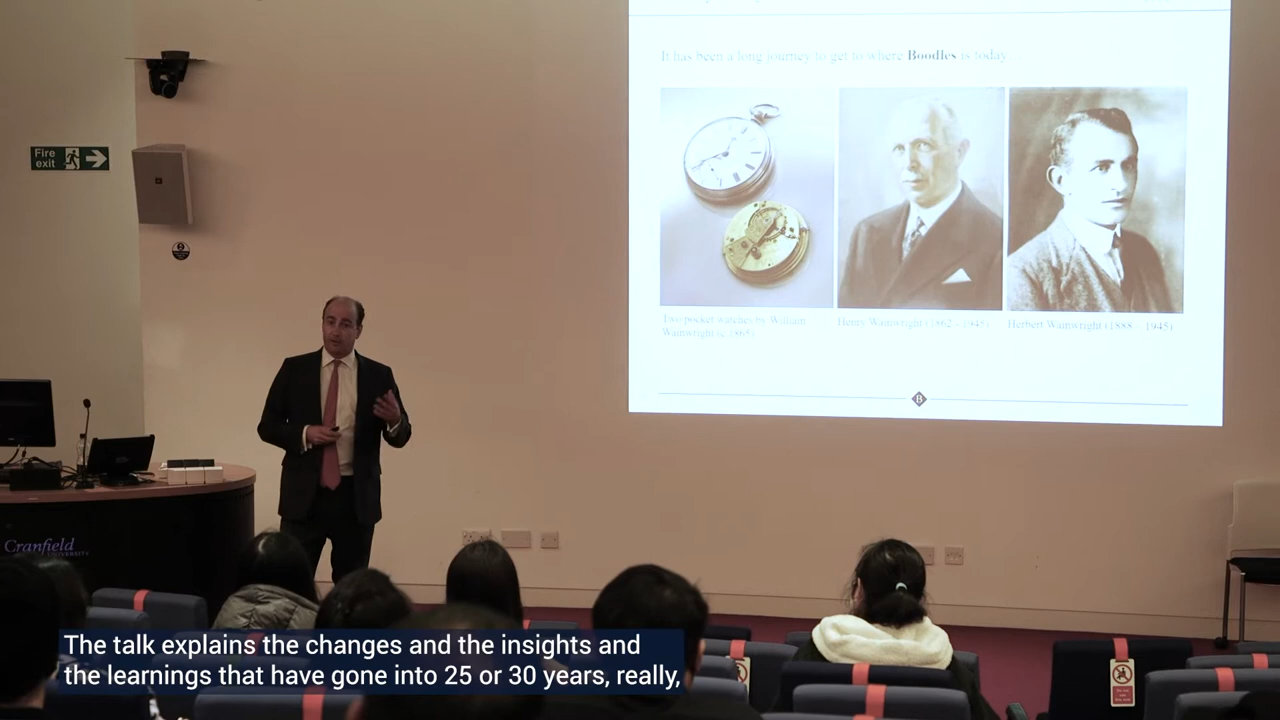 It has been a long journey to get to where Boodles is today
Fire
exit
Two pocket watches by William
Wainwright (c 1865)
Henry Wainwright (1862 - 1945)
Herbert Wainwright (1888 - 1945)
B
Cranfield
UNIVERSITY
The talk explains the changes and the insights and
the learnings that have gone into 25 or 30 years, really,